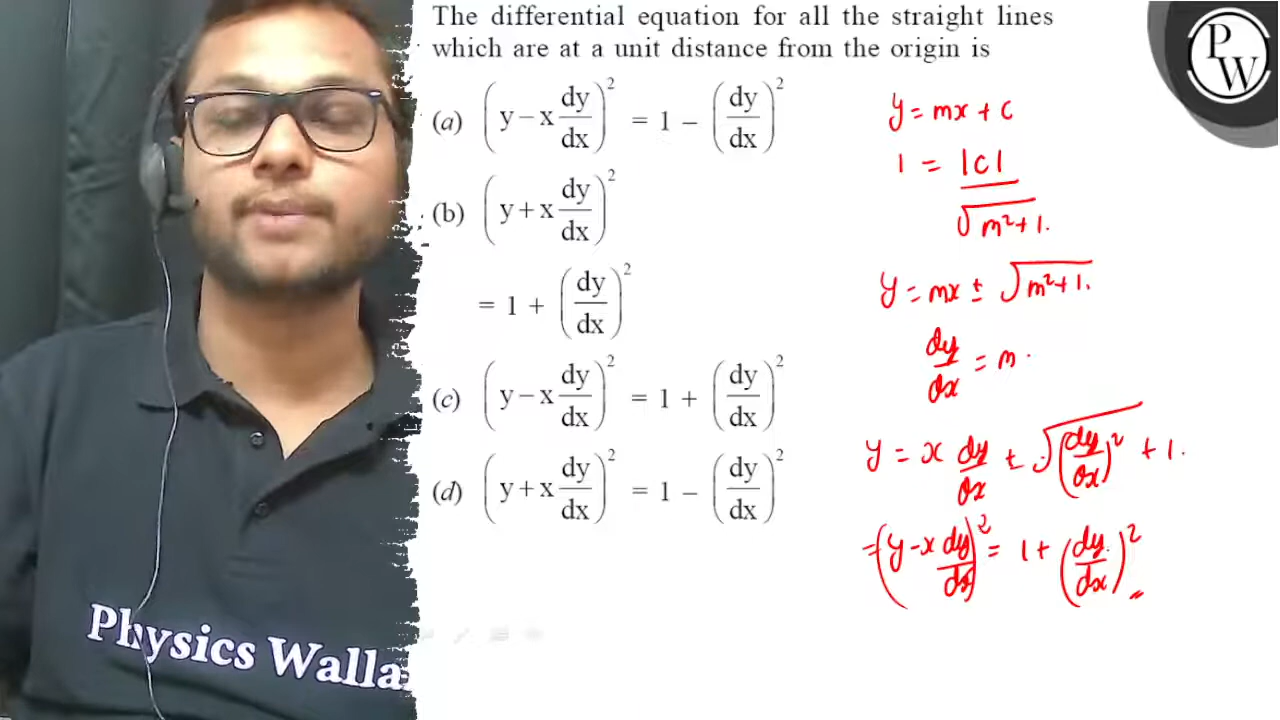 The differential equation for all the straight lines
which are at a unit distance from the origin is
(a) (y − x dy/dx)² = 1 − (dy/dx)²
(b) (y + x dy/dx)²
= 1 + (dy/dx)²
(c) (y − x dy/dx)² = 1 + (dy/dx)²
(d) (y + x dy/dx)² = 1 − (dy/dx)²
y = mx + c
1 = |c| / √m²+1.
y = mx ± √m²+1.
dy/dx = m.
y = x dy/dx ± √(dy/dx)² + 1.
= (y − x dy/dx)² = 1 + (dy/dx)² =
P
W
Physics Walla